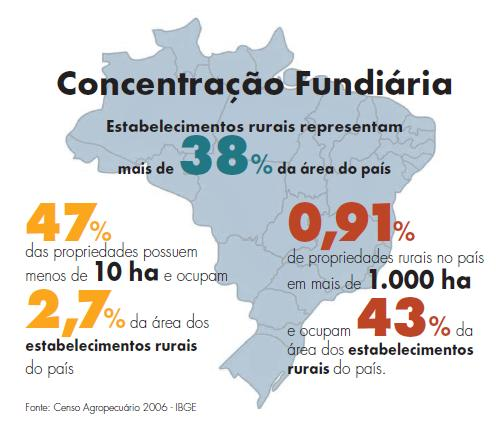 Concentração Fundiária
Estabelecimentos rurais representam
mais de 38% da área do país
47%
das propriedades possuem
menos de 10 ha e ocupam
2,7% da área dos
estabelecimentos rurais
do país
0,91%
de propriedades rurais no país
em mais de 1.000 ha
e ocupam 43% da
área dos estabelecimentos
rurais do país.
Fonte: Censo Agropecuário 2006 - IBGE